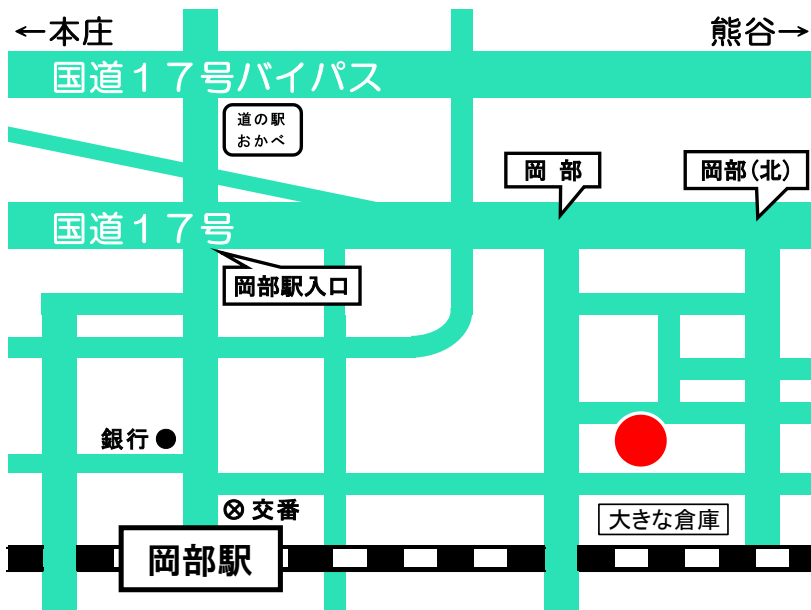 ←本庄
熊谷→
国道１７号バイパス
道の駅
おかべ
岡 部
岡部(北)
国道１７号
岡部駅入口
銀行
交番
大きな倉庫
岡部駅